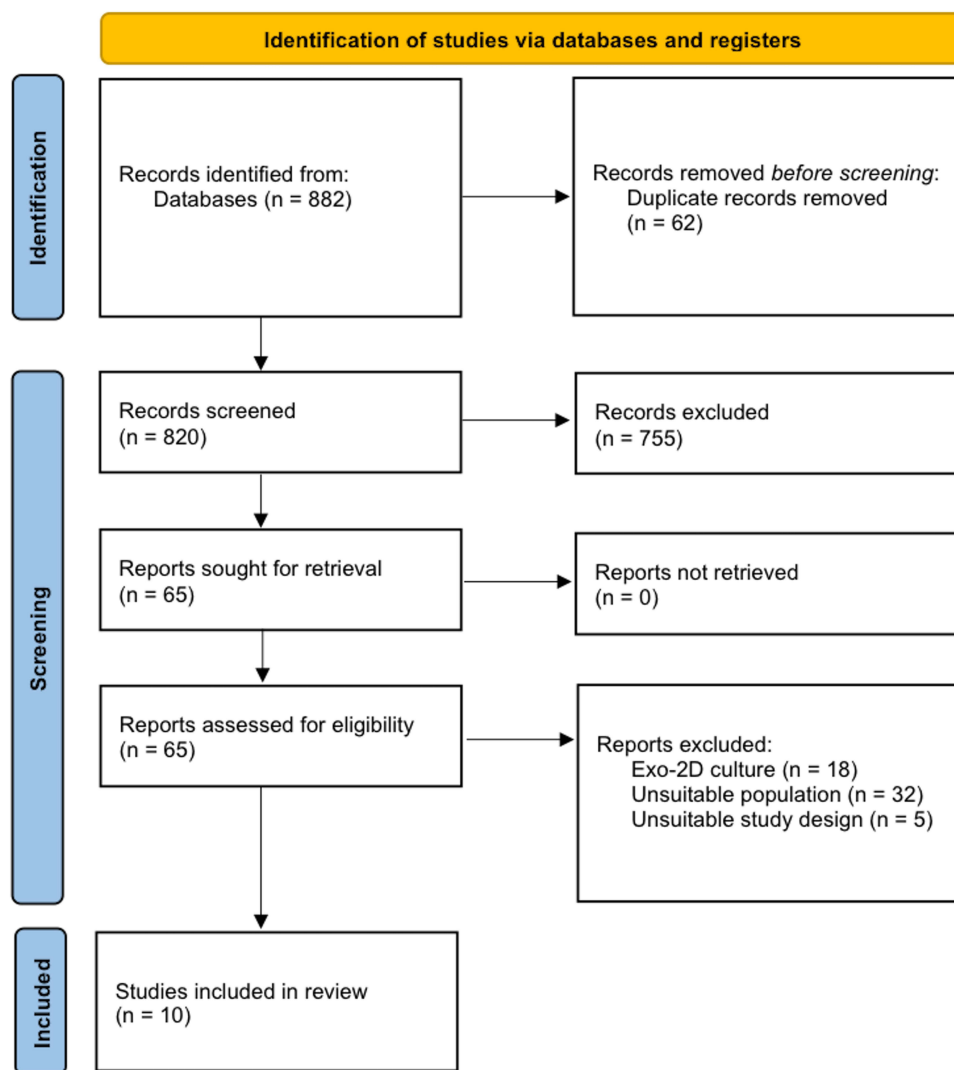 Identification of studies via databases and registers
Identification
Records identified from:
Databases (n = 882)
Records removed before screening:
Duplicate records removed
(n = 62)
Screening
Records screened
(n = 820)
Records excluded
(n = 755)
Reports sought for retrieval
(n = 65)
Reports not retrieved
(n = 0)
Reports assessed for eligibility
(n = 65)
Reports excluded:
Exo-2D culture (n = 18)
Unsuitable population (n = 32)
Unsuitable study design (n = 5)
Included
Studies included in review
(n = 10)